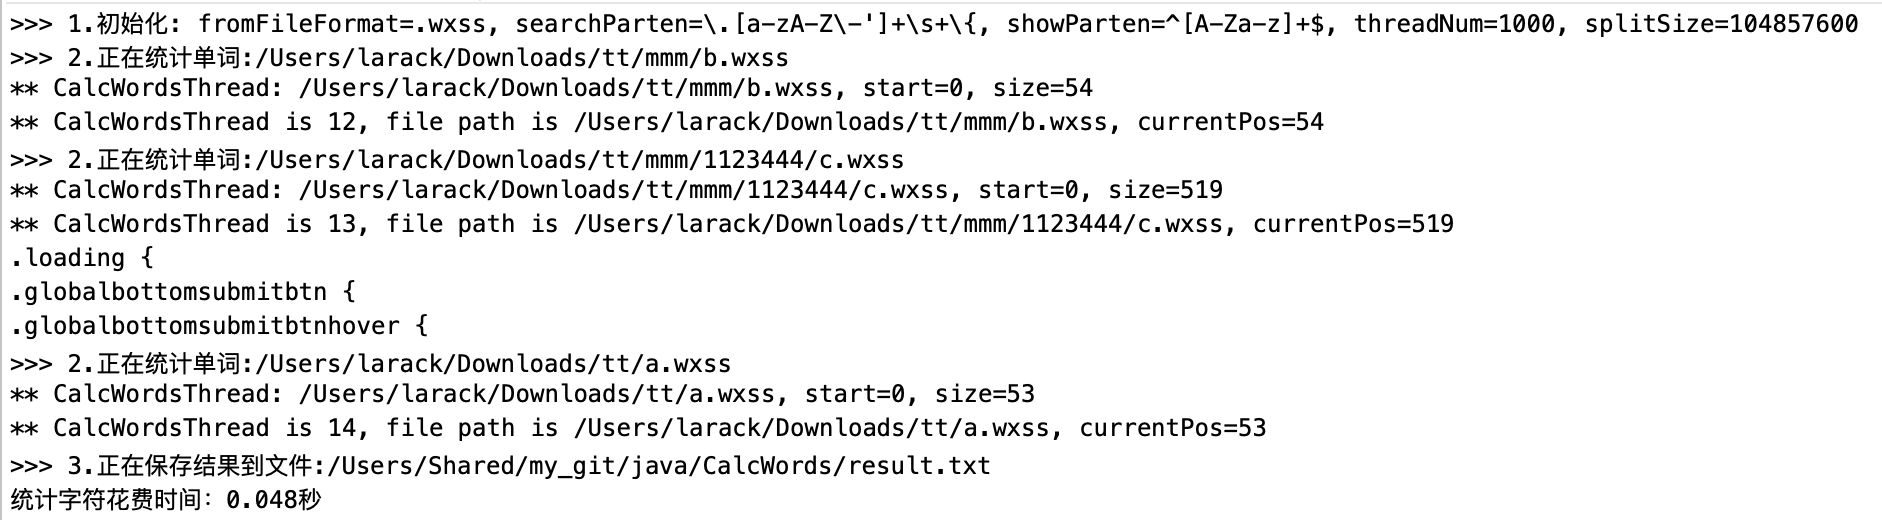 >>> 1.初始化: fromFileFormat=.wxss, searchParten=\.[a-zA-Z\-']+\s+\{, showParten=^[A-Za-z]+$, threadNum=1000, splitSize=104857600
>>> 2.正在统计单词:/Users/larack/Downloads/tt/mmm/b.wxss
** CalcWordsThread: /Users/larack/Downloads/tt/mmm/b.wxss, start=0, size=54
** CalcWordsThread is 12, file path is /Users/larack/Downloads/tt/mmm/b.wxss, currentPos=54
>>> 2.正在统计单词:/Users/larack/Downloads/tt/mmm/1123444/c.wxss
** CalcWordsThread: /Users/larack/Downloads/tt/mmm/1123444/c.wxss, start=0, size=519
** CalcWordsThread is 13, file path is /Users/larack/Downloads/tt/mmm/1123444/c.wxss, currentPos=519
.loading {
.globalbottomsubmitbtn {
.globalbottomsubmitbtnhover {
>>> 2.正在统计单词:/Users/larack/Downloads/tt/a.wxss
** CalcWordsThread: /Users/larack/Downloads/tt/a.wxss, start=0, size=53
** CalcWordsThread is 14, file path is /Users/larack/Downloads/tt/a.wxss, currentPos=53
>>> 3.正在保存结果到文件:/Users/Shared/my_git/java/CalcWords/result.txt
统计字符花费时间：0.048秒